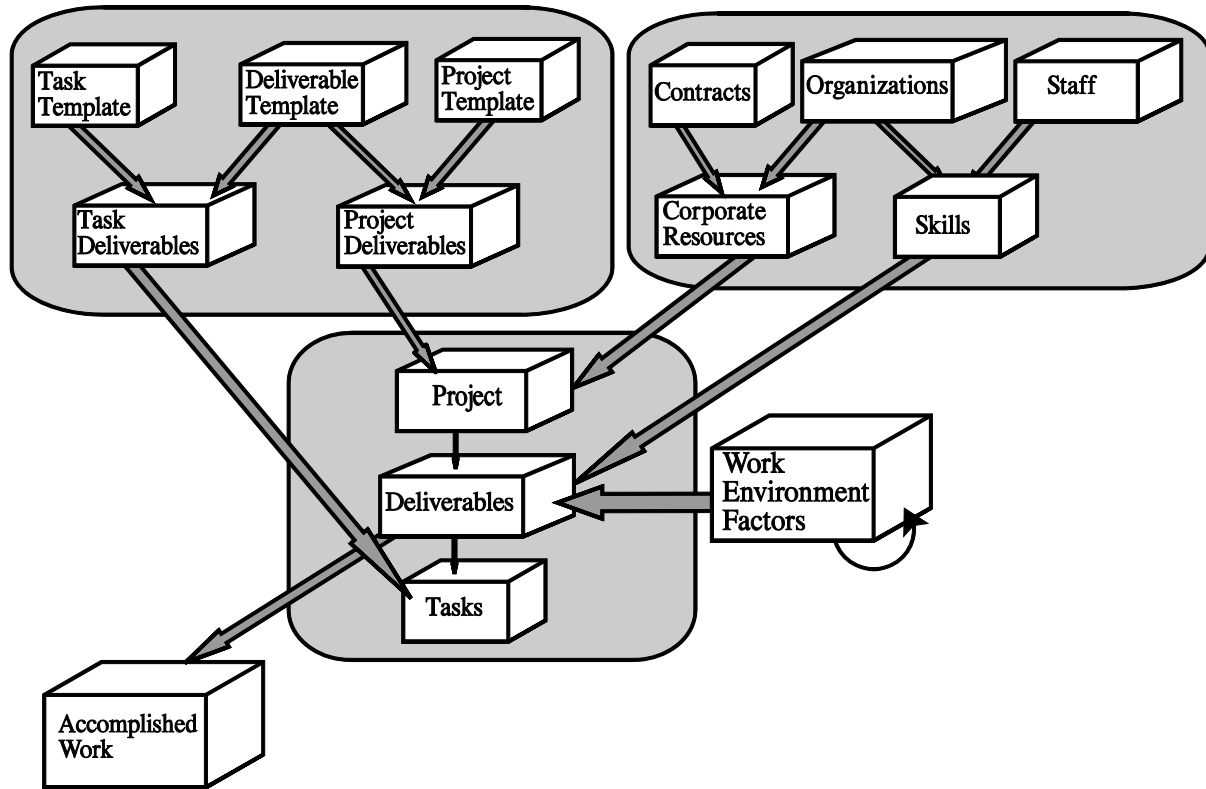 Task
Template
Deliverable
Template
Project
Template
Contracts
Organizations
Staff
Task
Deliverables
Project
Deliverables
Corporate
Resources
Skills
Project
Deliverables
Work
Environment
Factors
Tasks
Accomplished
Work